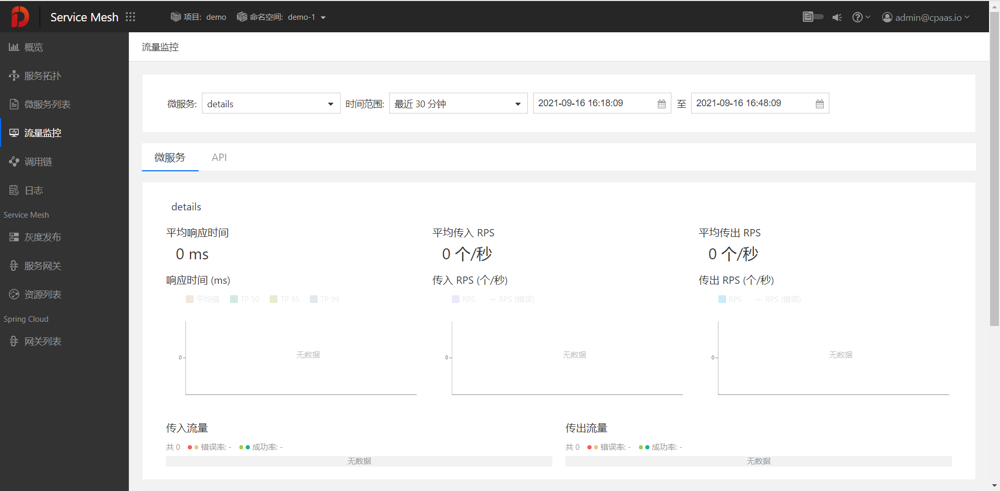 Service Mesh 项目: demo 命名空间: demo-1 admin@cpaas.io
概览
服务拓扑
微服务列表
流量监控
调用链
日志
Service Mesh
灰度发布
服务网关
资源列表
Spring Cloud
网关列表
流量监控
微服务: details 时间范围: 最近 30 分钟 2021-09-16 16:18:09 至 2021-09-16 16:48:09
微服务 API
details
平均响应时间 平均传入 RPS 平均传出 RPS
0 ms 0 个/秒 0 个/秒
响应时间 (ms) 传入 RPS (个/秒) 传出 RPS (个/秒)
平均值 TP 50 TP 95 TP 99 RPS RPS (错误) RPS RPS (错误)
0 无数据 0 无数据 0 无数据
传入流量 传出流量
共 0 错误率: - 成功率: - 共 0 错误率: - 成功率: -
无数据 无数据